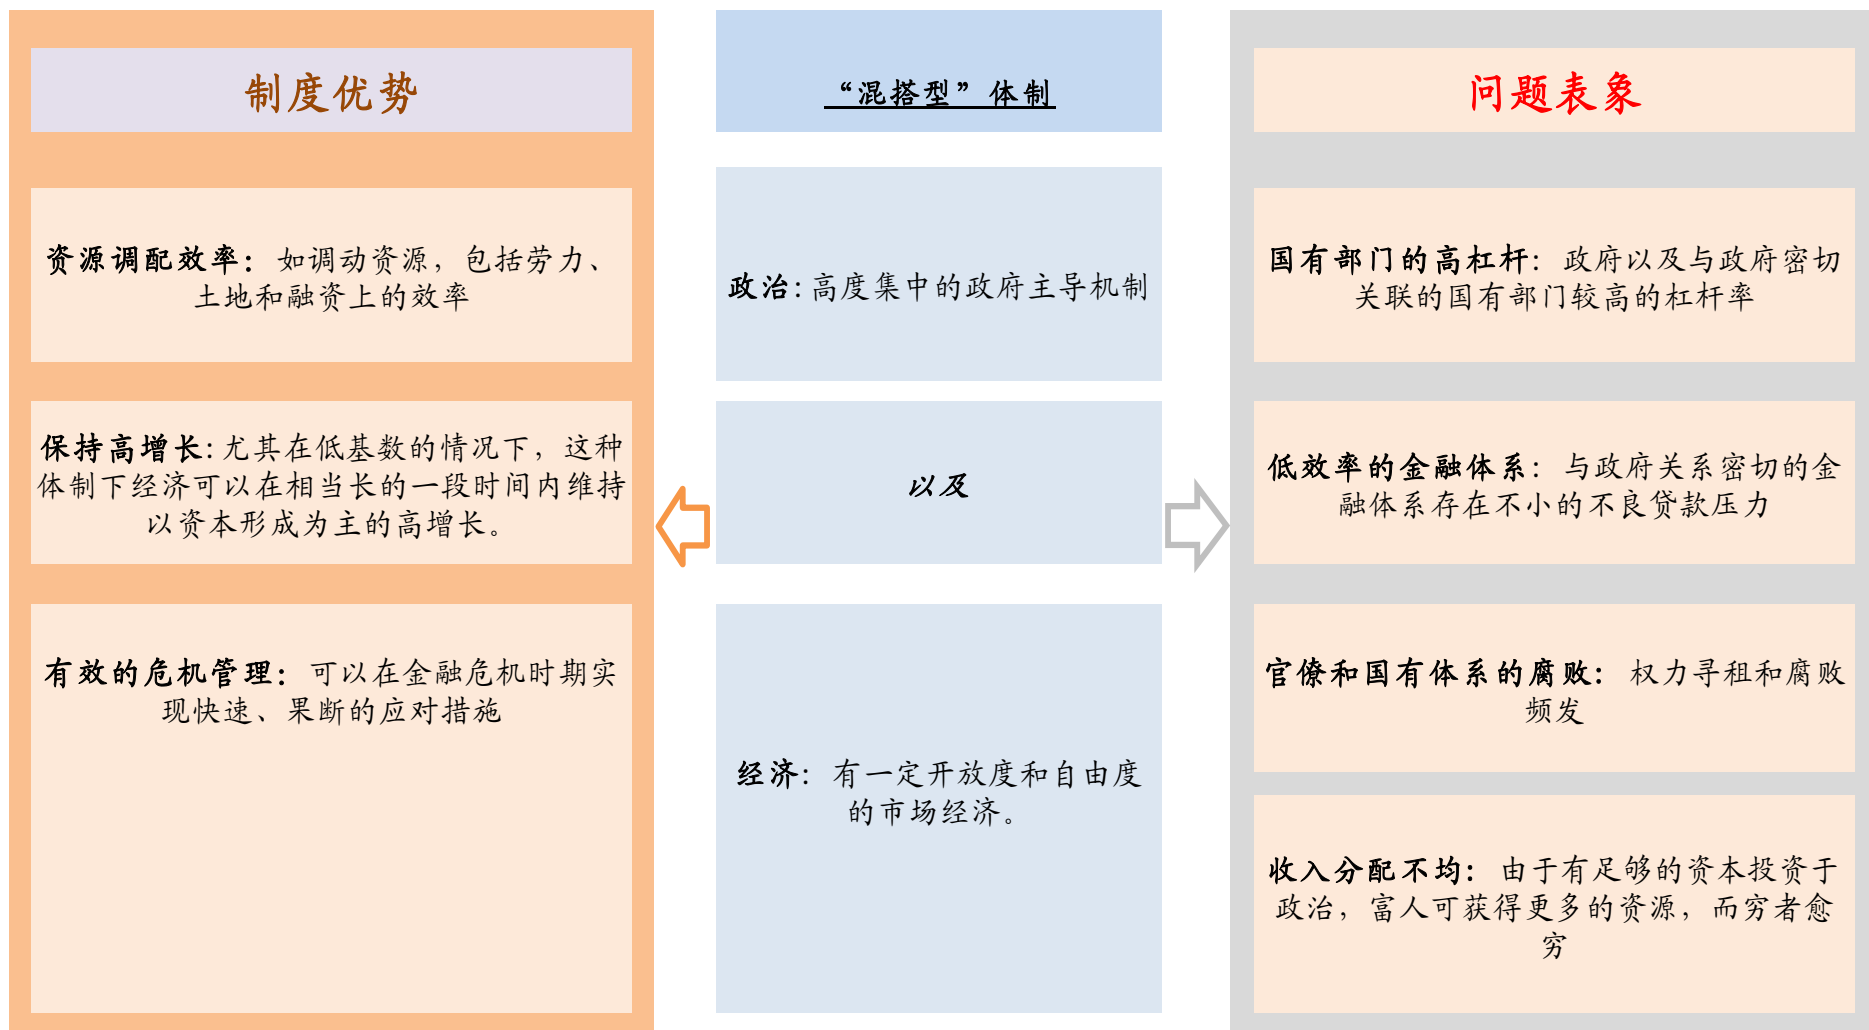 制度优势
资源调配效率：如调动资源，包括劳力、
土地和融资上的效率
保持高增长：尤其在低基数的情况下，这种
体制下经济可以在相当长的一段时间内维持
以资本形成为主的高增长。
有效的危机管理：可以在金融危机时期实
现快速、果断的应对措施
“混搭型”体制
政治：高度集中的政府主导机制
以及
经济：有一定开放度和自由度
的市场经济。
问题表象
国有部门的高杠杆：政府以及与政府密切
关联的国有部门较高的杠杆率
低效率的金融体系：与政府关系密切的金
融体系存在不小的不良贷款压力
官僚和国有体系的腐败：权力寻租和腐败
频发
收入分配不均：由于有足够的资本投资于
政治，富人可获得更多的资源，而穷者愈
穷